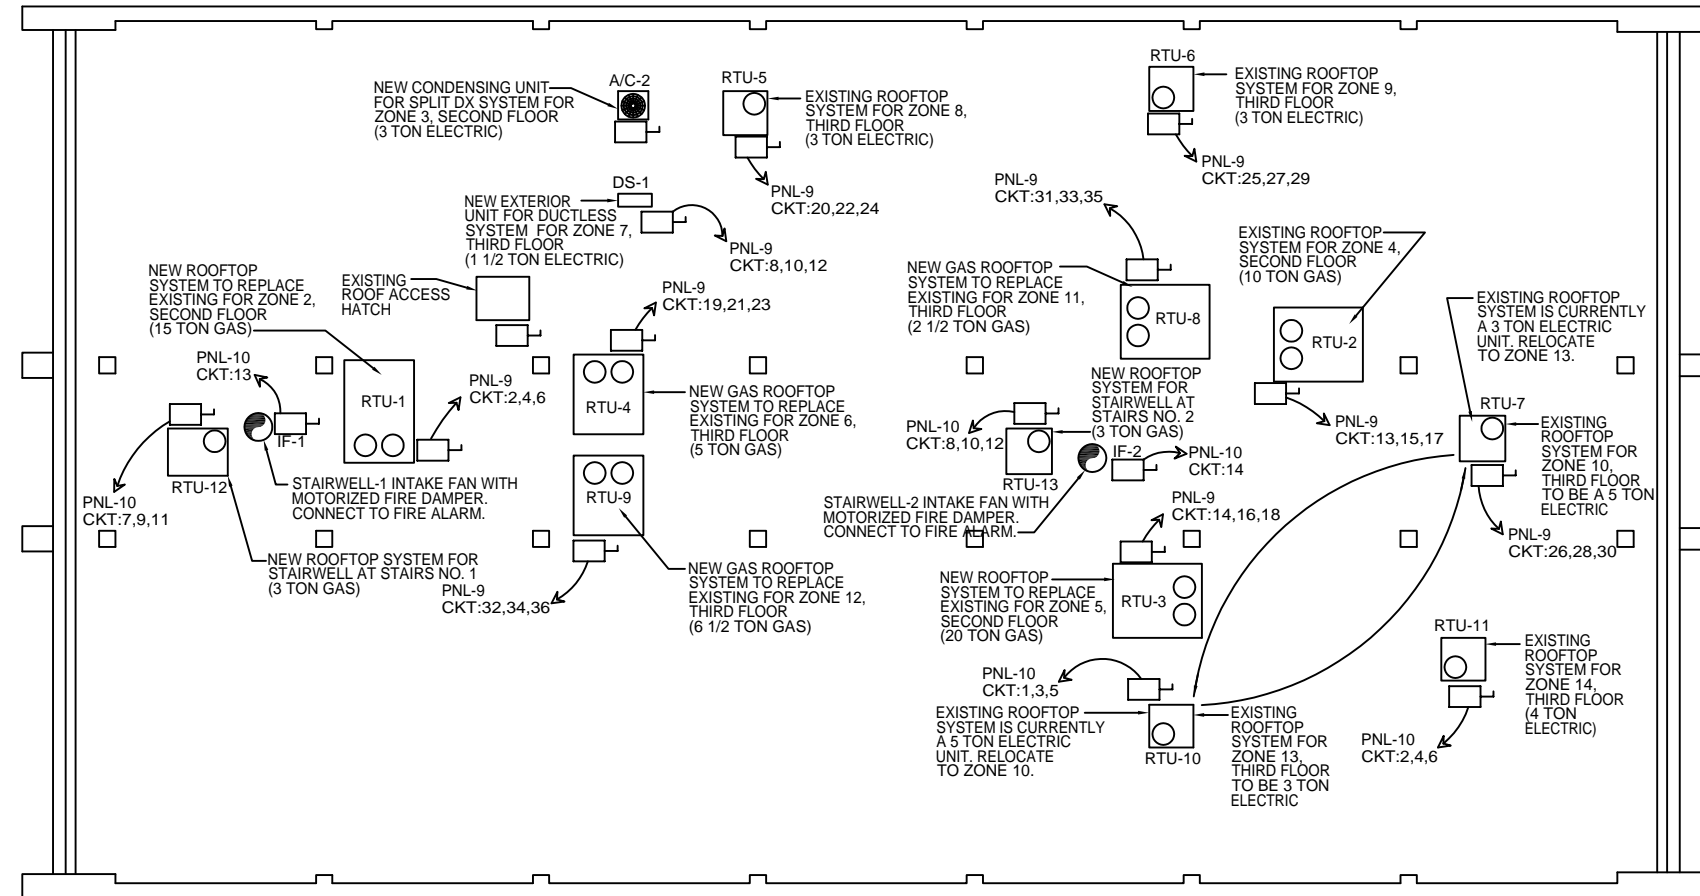 RTU-6
EXISTING ROOFTOP
SYSTEM FOR ZONE 9,
THIRD FLOOR
(3 TON ELECTRIC)
PNL-9
CKT:25,27,29
A/C-2
NEW CONDENSING UNIT
FOR SPLIT DX SYSTEM FOR
ZONE 3, SECOND FLOOR
(3 TON ELECTRIC)
RTU-5
EXISTING ROOFTOP
SYSTEM FOR ZONE 8,
THIRD FLOOR
(3 TON ELECTRIC)
PNL-9
CKT:20,22,24
DS-1
NEW EXTERIOR
UNIT FOR DUCTLESS
SYSTEM FOR ZONE 7,
THIRD FLOOR
(1 1/2 TON ELECTRIC)
PNL-9
CKT:8,10,12
PNL-9
CKT:31,33,35
EXISTING ROOFTOP
SYSTEM FOR ZONE 4,
SECOND FLOOR
(10 TON GAS)
NEW ROOFTOP
SYSTEM TO REPLACE
EXISTING FOR ZONE 2,
SECOND FLOOR
(15 TON GAS)
EXISTING
ROOF ACCESS
HATCH
PNL-9
CKT:19,21,23
NEW GAS ROOFTOP
SYSTEM TO REPLACE
EXISTING FOR ZONE 11,
THIRD FLOOR
(2 1/2 TON GAS)
RTU-8
RTU-2
EXISTING ROOFTOP
SYSTEM IS CURRENTLY
A 3 TON ELECTRIC
UNIT. RELOCATE
TO ZONE 13.
PNL-10
CKT:13
IF-1
RTU-1
PNL-9
CKT:2,4,6
RTU-4
NEW GAS ROOFTOP
SYSTEM TO REPLACE
EXISTING FOR ZONE 6,
THIRD FLOOR
(5 TON GAS)
NEW ROOFTOP
SYSTEM FOR
STAIRWELL AT
STAIRS NO. 2
(3 TON GAS)
PNL-10
CKT:8,10,12
RTU-13
IF-2
PNL-10
CKT:14
PNL-9
CKT:13,15,17
RTU-7
EXISTING
ROOFTOP
SYSTEM FOR
ZONE 10,
THIRD FLOOR
TO BE A 5 TON
ELECTRIC
PNL-9
CKT:26,28,30
RTU-12
PNL-10
CKT:7,9,11
STAIRWELL-1 INTAKE FAN WITH
MOTORIZED FIRE DAMPER.
CONNECT TO FIRE ALARM.
RTU-9
STAIRWELL-2 INTAKE FAN WITH
MOTORIZED FIRE DAMPER.
CONNECT TO FIRE ALARM.
PNL-9
CKT:14,16,18
NEW ROOFTOP SYSTEM FOR
STAIRWELL AT STAIRS NO. 1
(3 TON GAS)
PNL-9
CKT:32,34,36
NEW GAS ROOFTOP
SYSTEM TO REPLACE
EXISTING FOR ZONE 12,
THIRD FLOOR
(6 1/2 TON GAS)
NEW ROOFTOP
SYSTEM TO REPLACE
EXISTING FOR ZONE 5,
SECOND FLOOR
(20 TON GAS)
RTU-3
RTU-11
EXISTING
ROOFTOP
SYSTEM FOR
ZONE 14,
THIRD FLOOR
(4 TON
ELECTRIC)
PNL-10
CKT:2,4,6
PNL-10
CKT:1,3,5
EXISTING ROOFTOP
SYSTEM IS CURRENTLY
A 5 TON ELECTRIC
UNIT. RELOCATE
TO ZONE 10.
RTU-10
EXISTING
ROOFTOP
SYSTEM FOR
ZONE 13,
THIRD FLOOR
TO BE 3 TON
ELECTRIC